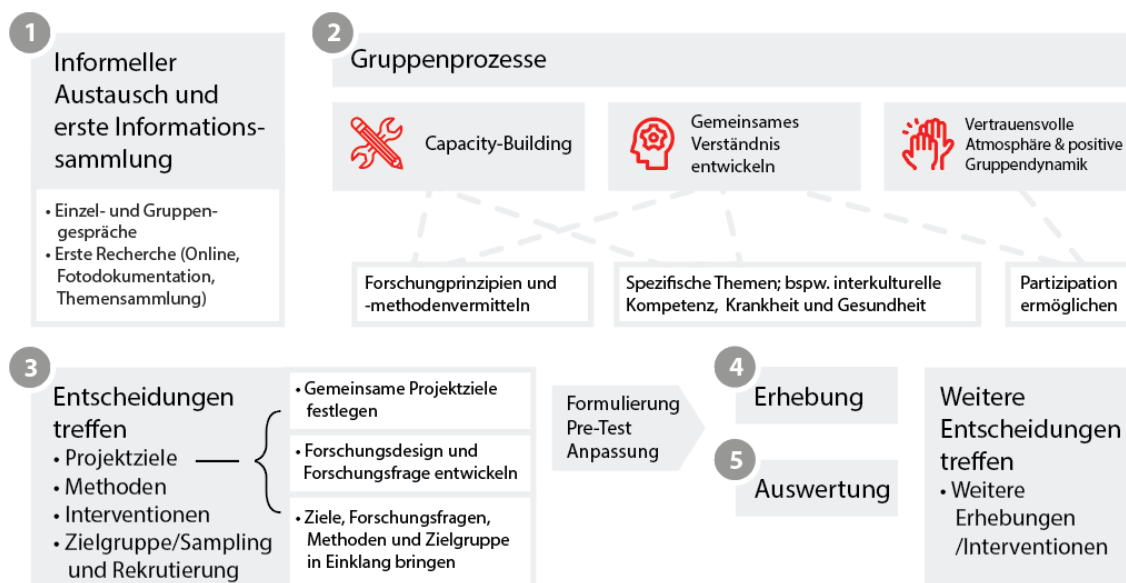 1
Informeller
Austausch und
erste Informations-
sammlung
• Einzel- und Gruppen-
gespräche
• Erste Recherche (Online,
Fotodokumentation,
Themensammlung)
2
Gruppenprozesse
Capacity-Building
Gemeinsames
Verständnis
entwickeln
Vertrauensvolle
Atmosphäre & positive
Gruppendynamik
Forschungprinzipien und
-methodenvermitteln
Spezifische Themen; bspw. interkulturelle
Kompetenz, Krankheit und Gesundheit
Partizipation
ermöglichen
3
Entscheidungen
treffen
• Projektziele
• Methoden
• Interventionen
• Zielgruppe/Sampling
und Rekrutierung
• Gemeinsame Projektziele
festlegen
• Forschungsdesign und
Forschungsfrage entwickeln
• Ziele, Forschungsfragen,
Methoden und Zielgruppe
in Einklang bringen
Formulierung
Pre-Test
Anpassung
4
Erhebung
5
Auswertung
Weitere
Entscheidungen
treffen
• Weitere
Erhebungen
/Interventionen